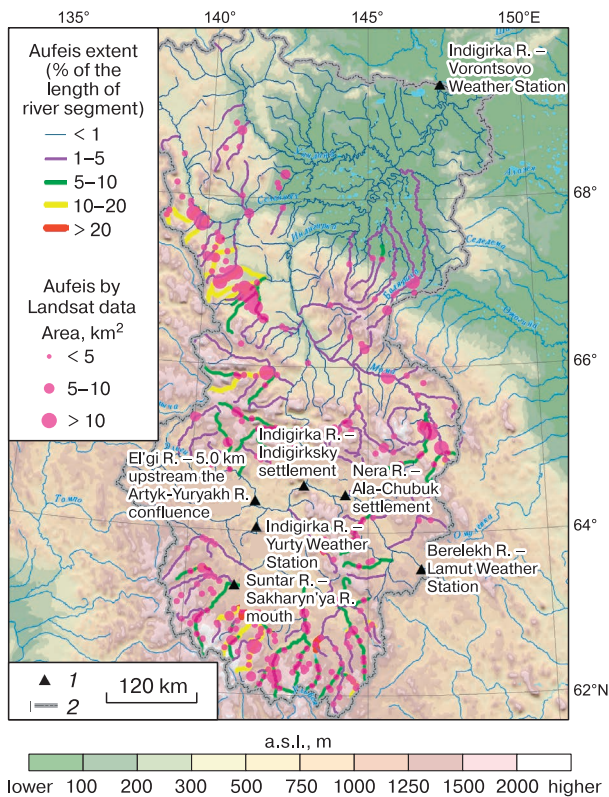 135° 140° 145° 150°E
Aufeis extent
(% of the
length of
river segment)
< 1
1–5
5–10
10–20
> 20
Aufeis by
Landsat data
Area, km²
< 5
5–10
> 10
Indigirka R. –
Vorontsovo
Weather Station
68°
66°
64°
62°N
Селенях
Индигирка
Мома
Indigirka R. –
Indigirksky
settlement
El'gi R. – 5.0 km
upstream the
Artyk-Yuryakh R.
confluence
Nera R. –
Ala-Chubuk
settlement
Indigirka R. –
Yurty Weather
Station
Berelekh R. –
Lamut Weather
Station
Suntar R. –
Sakharyn'ya R.
mouth
1
2
120 km
a.s.l., m
lower 100 200 300 500 750 1000 1250 1500 2000 higher